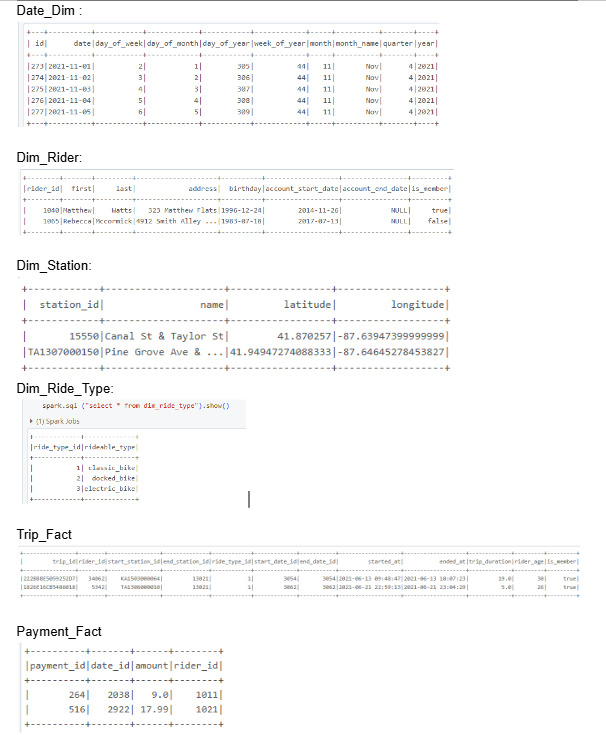 Date_Dim :
+---+----------+-----------+------------+-----------+------------+-----+----------+-------+----+
| id| date|day_of_week|day_of_month|day_of_year|week_of_year|month|month_name|quarter|year|
+---+----------+-----------+------------+-----------+------------+-----+----------+-------+----+
|273|2021-11-01| 2| 1| 305| 44| 11| Nov| 4|2021|
|274|2021-11-02| 3| 2| 306| 44| 11| Nov| 4|2021|
|275|2021-11-03| 4| 3| 307| 44| 11| Nov| 4|2021|
|276|2021-11-04| 5| 4| 308| 44| 11| Nov| 4|2021|
|277|2021-11-05| 6| 5| 309| 44| 11| Nov| 4|2021|
+---+----------+-----------+------------+-----------+------------+-----+----------+-------+----+
Dim_Rider:
+--------+-------+---------+--------------------+----------+------------------+----------------+---------+
|rider_id| first| last| address| birthday|account_start_date|account_end_date|is_member|
+--------+-------+---------+--------------------+----------+------------------+----------------+---------+
| 1040|Matthew| Watts| 323 Matthew Flats|1996-12-24| 2014-11-26| NULL| true|
| 1065|Rebecca|Mccormick|4912 Smith Alley ...|1983-07-18| 2017-07-13| NULL| false|
+--------+-------+---------+--------------------+----------+------------------+----------------+---------+
Dim_Station:
+------------+--------------------+-----------------+------------------+
| station_id| name| latitude| longitude|
+------------+--------------------+-----------------+------------------+
| 15550|Canal St & Taylor St| 41.870257|-87.63947399999999|
|TA1307000150|Pine Grove Ave & ...|41.94947274088333|-87.64645278453827|
+------------+--------------------+-----------------+------------------+
Dim_Ride_Type:
spark.sql ("select * from dim_ride_type").show()
(1) Spark Jobs
+------------+-------------+
|ride_type_id|rideable_type|
+------------+-------------+
| 1| classic_bike|
| 2| docked_bike|
| 3|electric_bike|
+------------+-------------+
Trip_Fact
| trip_id|rider_id|start_station_id|end_station_id|ride_type_id|start_date_id|end_date_id| started_at| ended_at|trip_duration|rider_age|is_member|
34062| KA1503000064| 13021| 1| 3054| 3054|2021-06-13 09:48:47|2021-06-13 10:07:23| 19.0| 30| true|
5342| TA1306000010| 13021| 1| 3062| 3062|2021-06-21 22:59:13|2021-06-21 23:04:29| 5.0| 26| true|
Payment_Fact
+----------+-------+------+--------+
|payment_id|date_id|amount|rider_id|
+----------+-------+------+--------+
| 264| 2038| 9.0| 1011|
| 516| 2922| 17.99| 1021|
+----------+-------+------+--------+